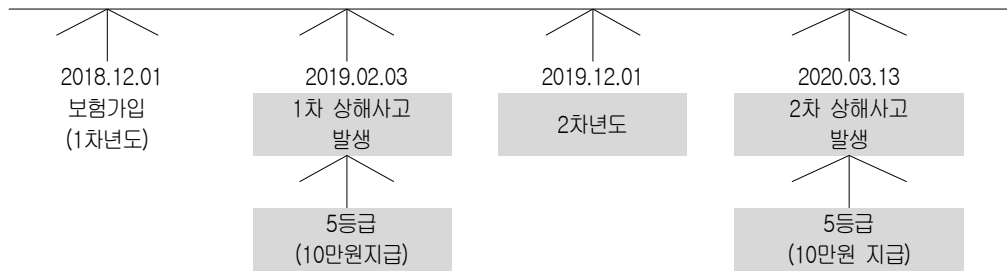 2018.12.01
보험가입
(1차년도)
2019.02.03
1차 상해사고
발생
2019.12.01
2차년도
2020.03.13
2차 상해사고
발생
5등급
(10만원지급)
5등급
(10만원 지급)